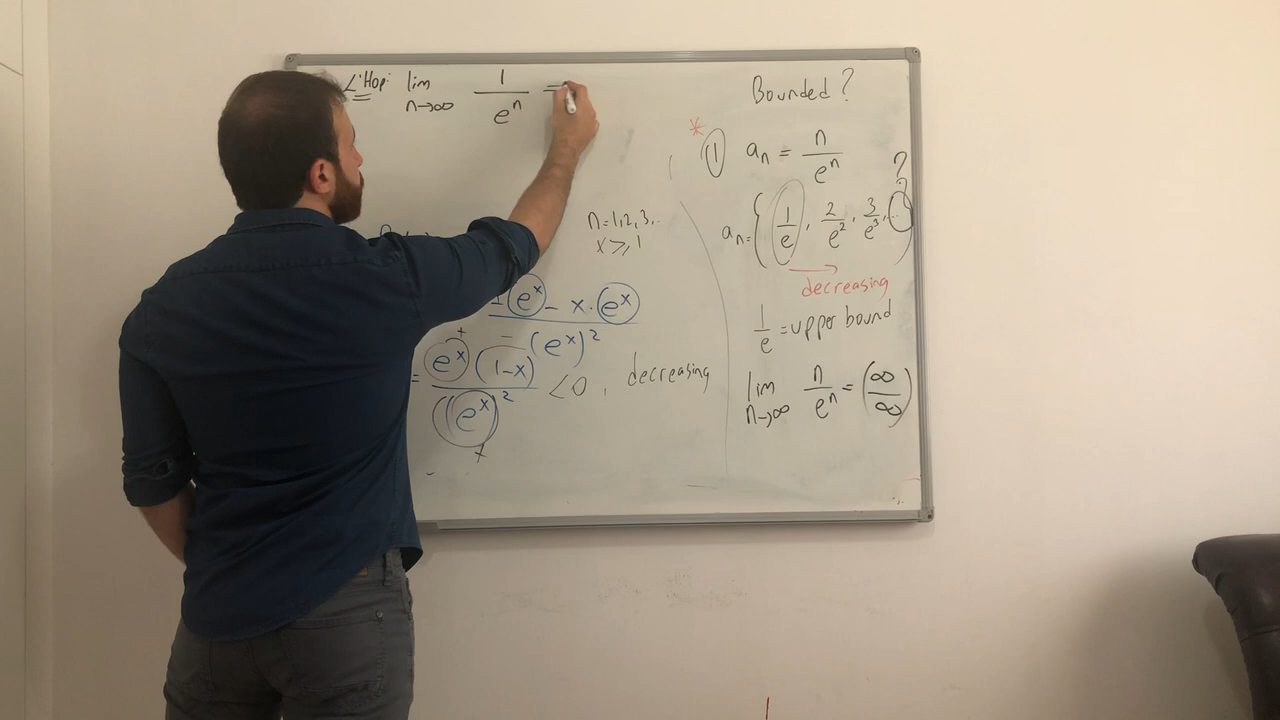 L'Hop: lim n→∞ 1/e^n =
n=1,2,3,..
x ≥ 1
(e^x) - x·(e^x) / (e^x)^2
= e^x (1-x) / ((e^x)^2 <0, decreasing
+
+
Bounded?
* ① a_n = n/e^n
?
a_n = { 1/e, 2/e^2, 3/e^3, ...
→
decreasing
1/e = upper bound
lim n→∞ n/e^n = (∞/∞)